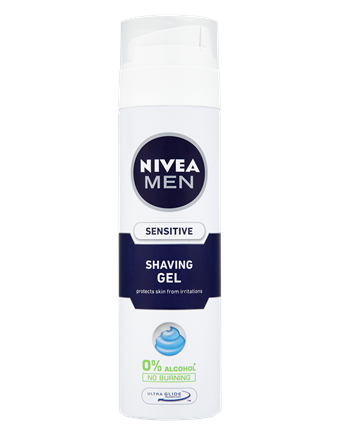 NIVEA
MEN
SENSITIVE
SHAVING
GEL
protects skin from irritations
0% ALCOHOL*
NO BURNING
ULTRA GLIDE